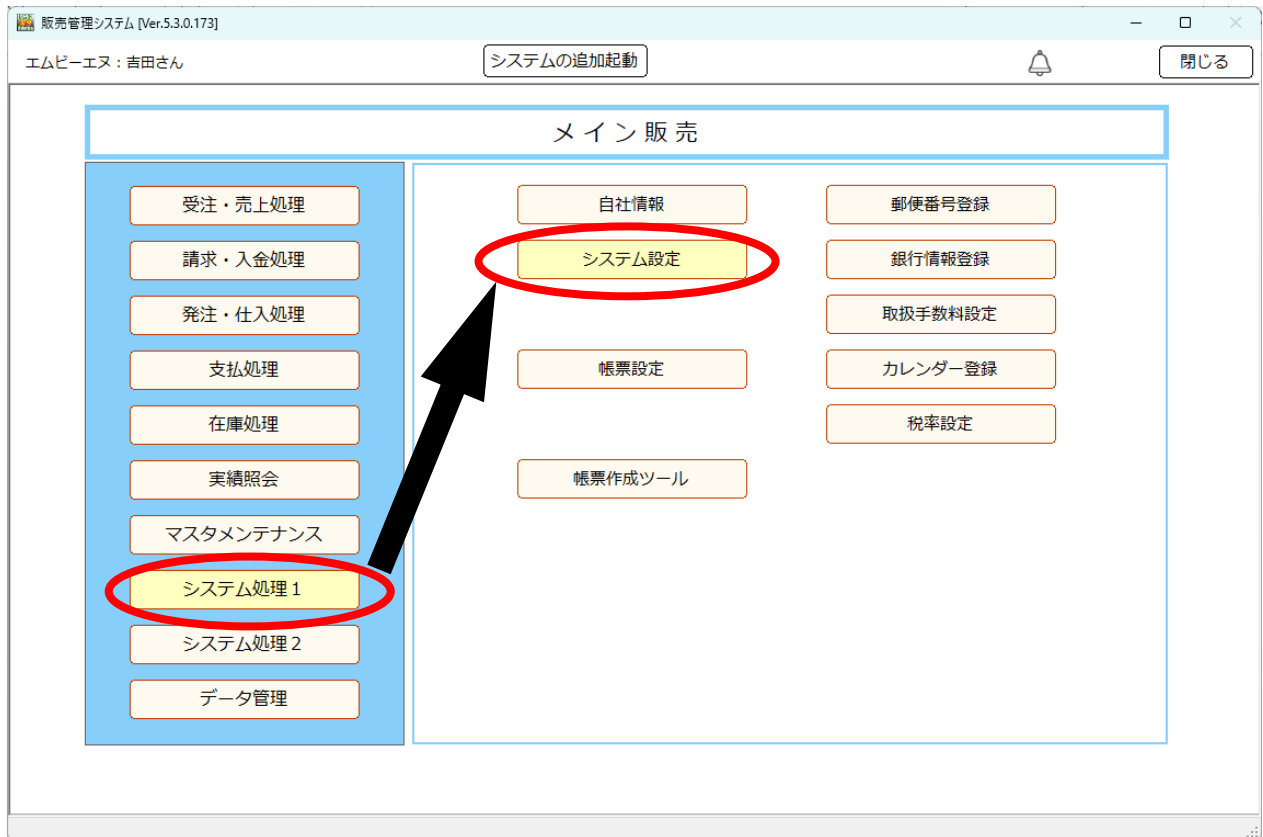 販売管理システム [Ver.5.3.0.173]
エムビーエヌ：吉田さん
システムの追加起動
閉じる
メイン販売
受注・売上処理
請求・入金処理
発注・仕入処理
支払処理
在庫処理
実績照会
マスタメンテナンス
システム処理１
システム処理２
データ管理
自社情報
システム設定
帳票設定
帳票作成ツール
郵便番号登録
銀行情報登録
取扱手数料設定
カレンダー登録
税率設定